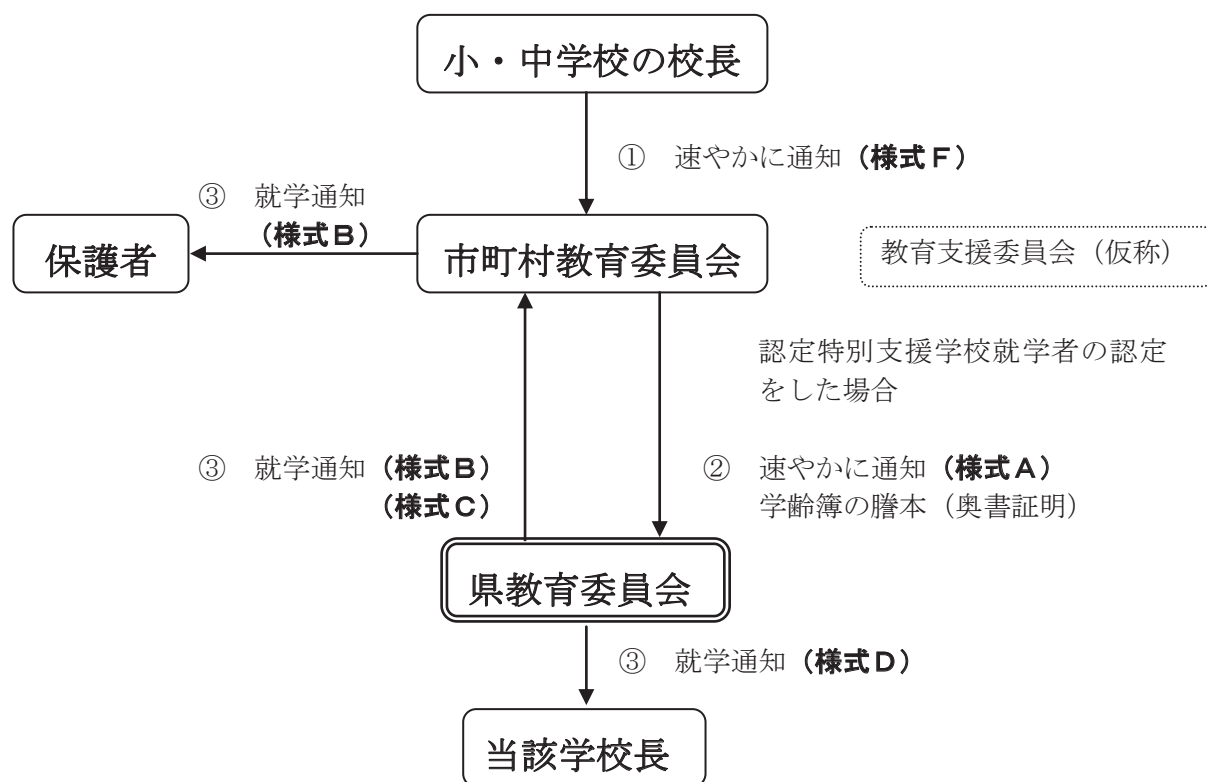 小・中学校の校長
① 速やかに通知（様式Ｆ）
③ 就学通知
（様式Ｂ）
保護者
市町村教育委員会
教育支援委員会（仮称）
認定特別支援学校就学者の認定
をした場合
③ 就学通知（様式Ｂ）
（様式Ｃ）
② 速やかに通知（様式Ａ）
学齢簿の謄本（奥書証明）
県教育委員会
③ 就学通知（様式Ｄ）
当該学校長